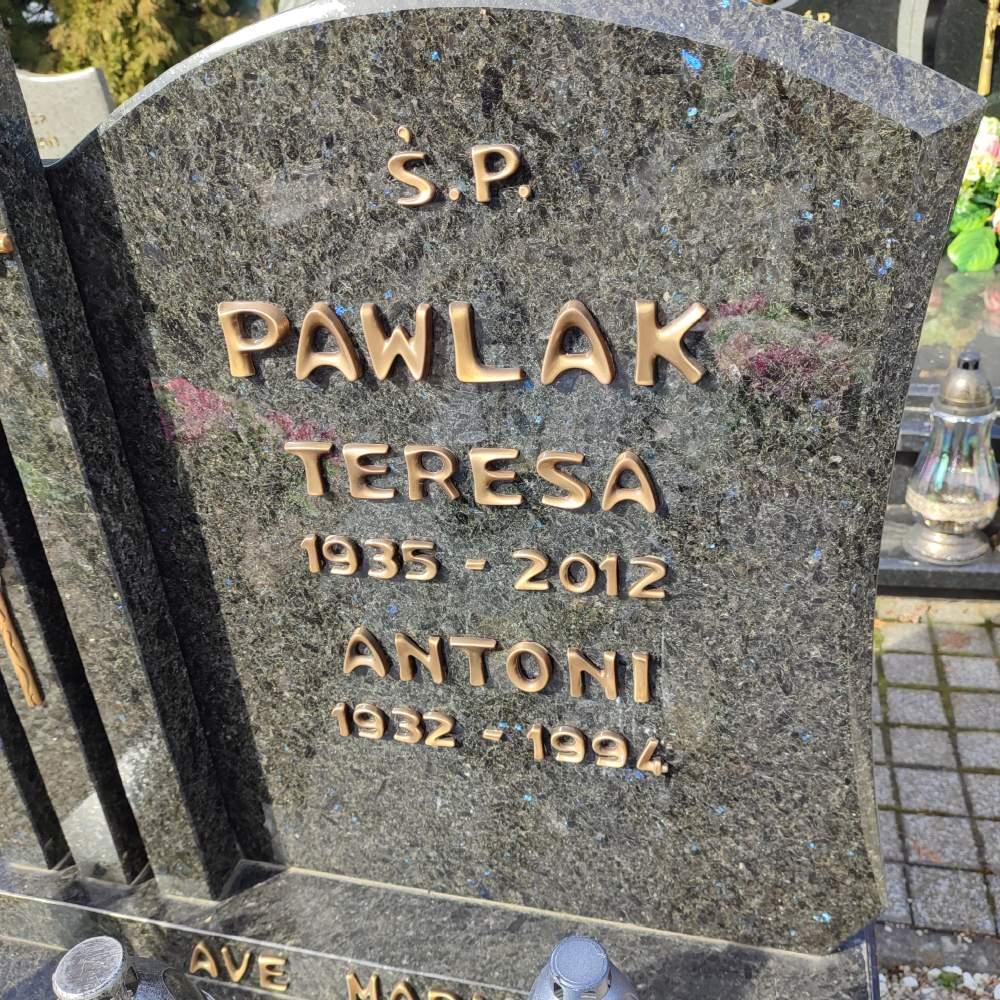 Ś.P.
PAWLAK
TERESA
1935 - 2012
ANTONI
1932 - 1994
AVE